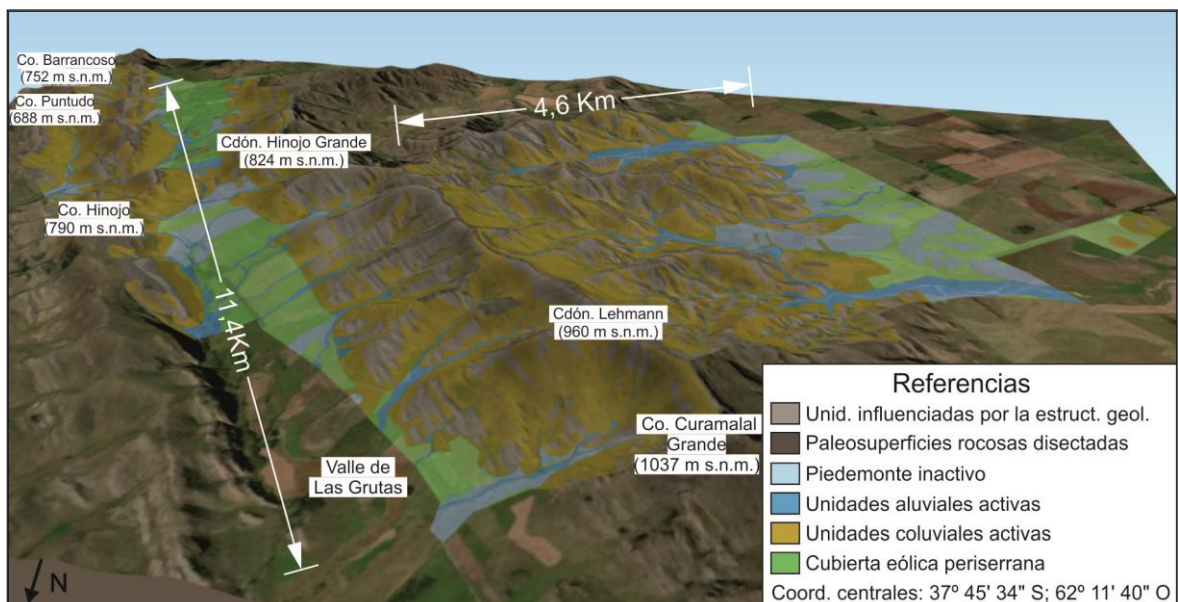 Co. Barrancoso
(752 m s.n.m.)
Co. Puntudo
(688 m s.n.m.)
4,6 Km
Cdón. Hinojo Grande
(824 m s.n.m.)
Co. Hinojo
(790 m s.n.m.)
11,4Km
Cdón. Lehmann
(960 m s.n.m.)
Co. Curamalal
Grande
(1037 m s.n.m.)
Valle de
Las Grutas
N
Referencias
Unid. influenciadas por la estruct. geol.
Paleosuperficies rocosas disectadas
Piedemonte inactivo
Unidades aluviales activas
Unidades coluviales activas
Cubierta eólica periserrana
Coord. centrales: 37º 45' 34" S; 62º 11' 40" O